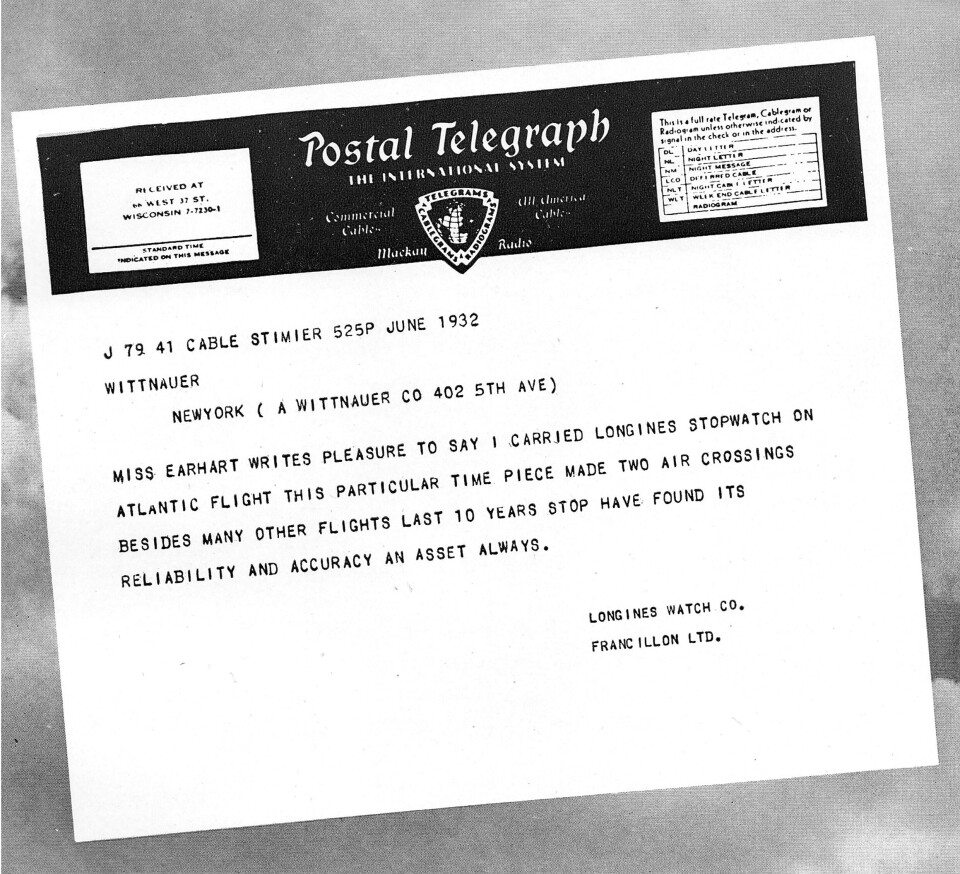 Postal Telegraph
THE INTERNATIONAL SYSTEM
RECEIVED AT
66 WEST 37 ST.
WISCONSIN 7-7230-1
STANDARD TIME
INDICATED ON THIS MESSAGE
Commercial
Cables
TELEGRAMS
CABLEGRAMS
RADIOGRAMS
All America
Cables
Mackay Radio
This is a full rate Telegram, Cablegram or
Radiogram unless otherwise indicated by
signal in the check or in the address.
DL DAY LETTER
NL NIGHT LETTER
NM NIGHT MESSAGE
LCO DEFERRED CABLE
NLT NIGHT CABLE LETTER
WLT WEEK END CABLE LETTER
RADIOGRAM
J 79 41 CABLE STIMIER 525P JUNE 1932
WITTNAUER
NEWYORK ( A WITTNAUER CO 402 5TH AVE)
MISS EARHART WRITES PLEASURE TO SAY I CARRIED LONGINES STOPWATCH ON
ATLANTIC FLIGHT THIS PARTICULAR TIME PIECE MADE TWO AIR CROSSINGS
BESIDES MANY OTHER FLIGHTS LAST 10 YEARS STOP HAVE FOUND ITS
RELIABILITY AND ACCURACY AN ASSET ALWAYS.
LONGINES WATCH CO.
FRANCILLON LTD.